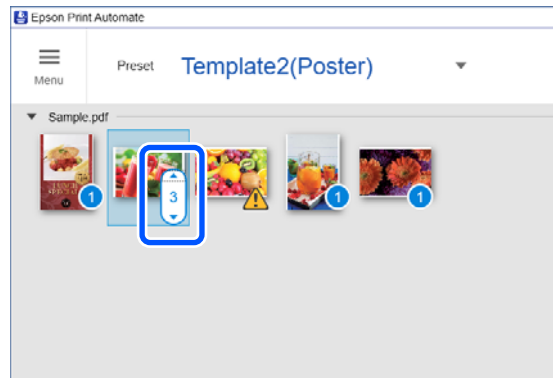 Epson Print Automate
Menu
Preset
Template2(Poster)
Sample.pdf
1
3
1
1